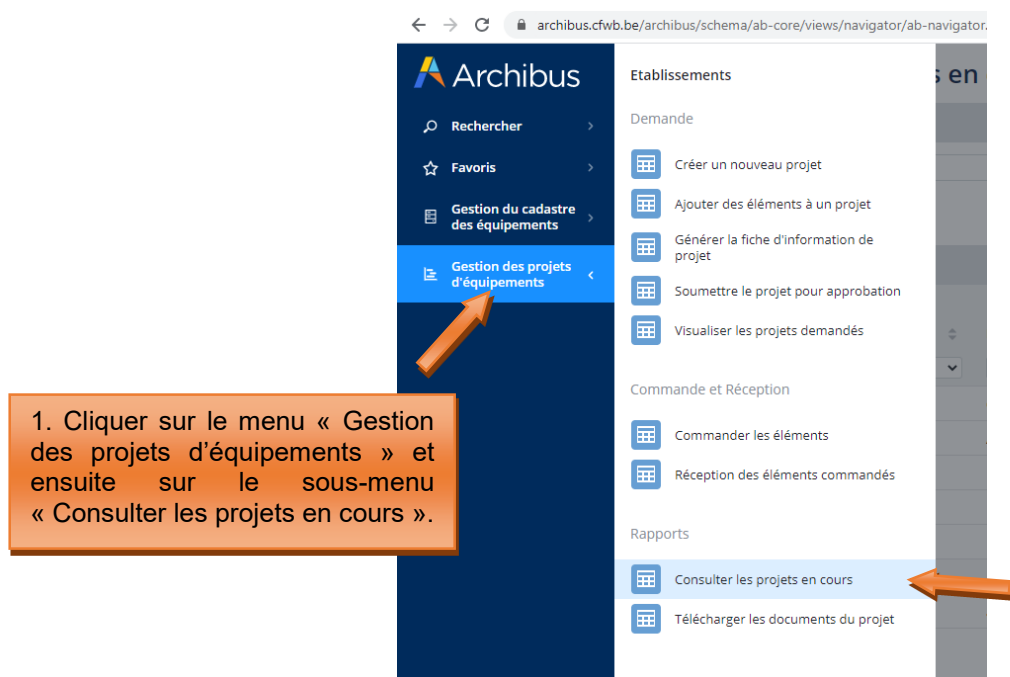 archibus.cfwb.be/archibus/schema/ab-core/views/navigator/ab-navigator.
Archibus
Rechercher
Favoris
Gestion du cadastre
des équipements
Gestion des projets
d'équipements
Etablissements
Demande
Créer un nouveau projet
Ajouter des éléments à un projet
Générer la fiche d'information de
projet
Soumettre le projet pour approbation
Visualiser les projets demandés
Commande et Réception
Commander les éléments
Réception des éléments commandés
Rapports
Consulter les projets en cours
Télécharger les documents du projet
s en
1. Cliquer sur le menu « Gestion
des projets d’équipements » et
ensuite sur le sous-menu
« Consulter les projets en cours ».